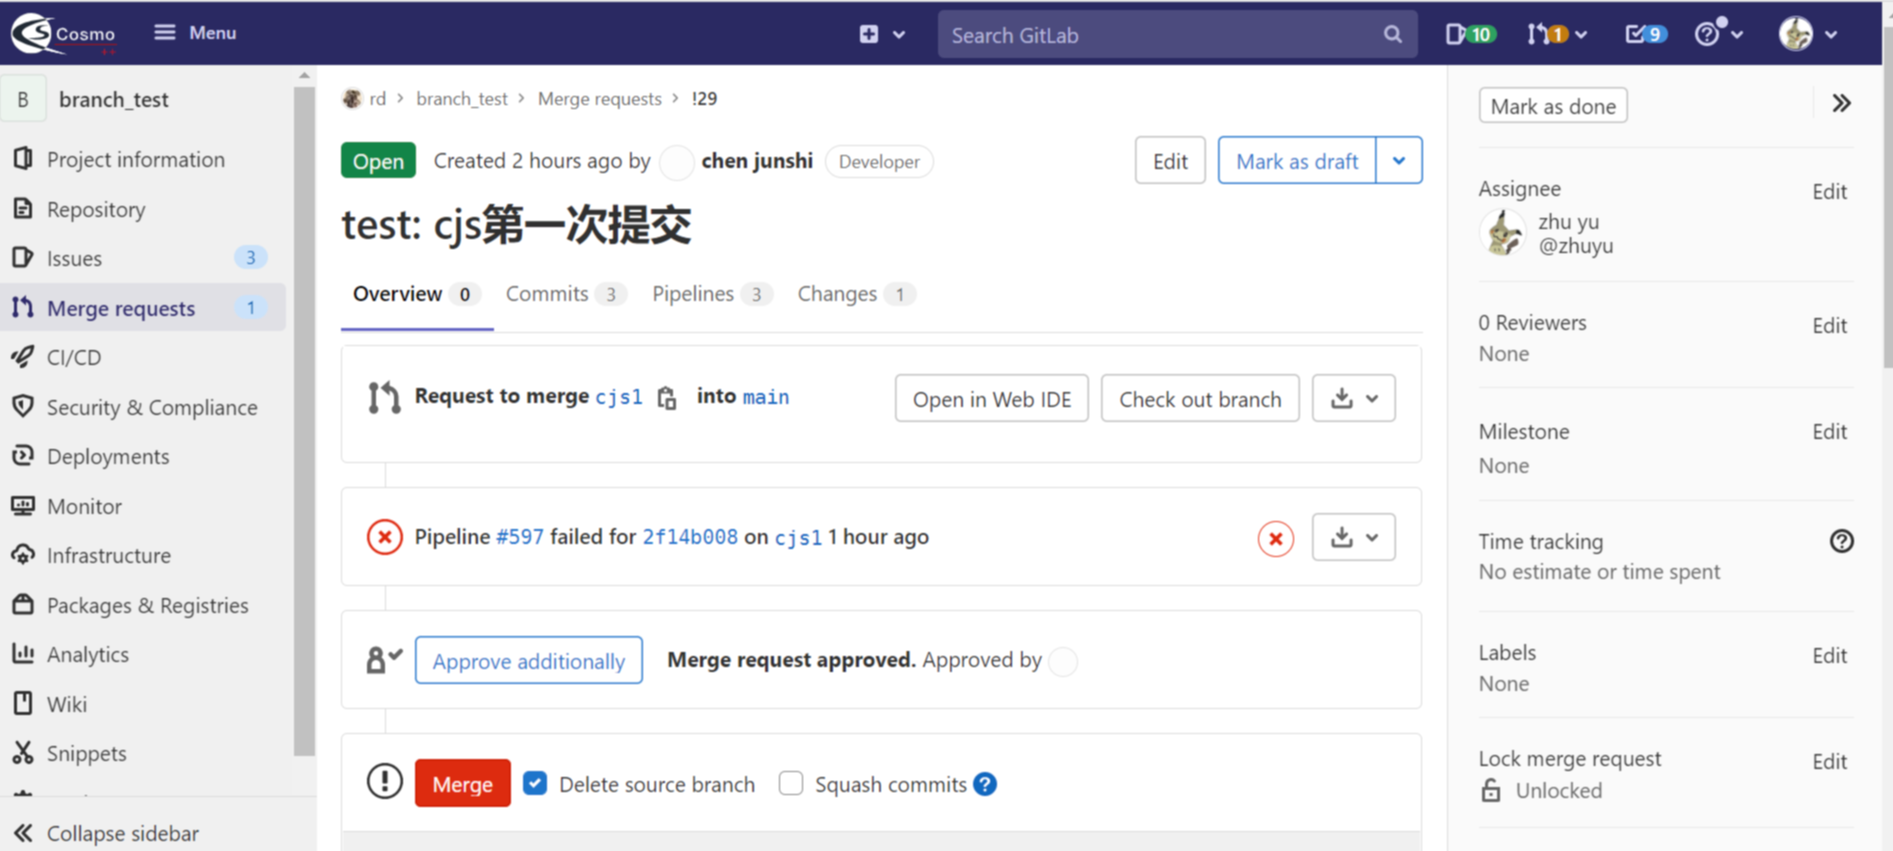 Cosmo
++
Menu
Search GitLab
10
1
9
B branch_test
Project information
Repository
Issues 3
Merge requests 1
CI/CD
Security & Compliance
Deployments
Monitor
Infrastructure
Packages & Registries
Analytics
Wiki
Snippets
Collapse sidebar
rd > branch_test > Merge requests > !29
Open Created 2 hours ago by chen junshi Developer
Edit Mark as draft
test: cjs第一次提交
Overview 0 Commits 3 Pipelines 3 Changes 1
Request to merge cjs1 into main
Open in Web IDE Check out branch
Pipeline #597 failed for 2f14b008 on cjs1 1 hour ago
Approve additionally Merge request approved. Approved by
Merge Delete source branch Squash commits ?
Mark as done
Assignee Edit
zhu yu
@zhuyu
0 Reviewers Edit
None
Milestone Edit
None
Time tracking
No estimate or time spent
Labels Edit
None
Lock merge request Edit
Unlocked